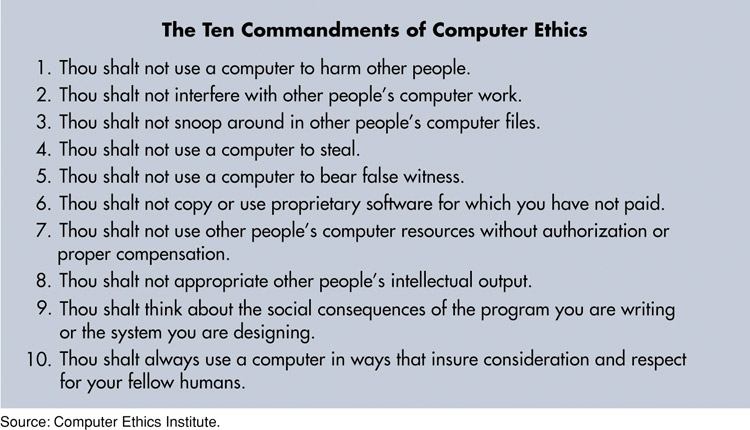 The Ten Commandments of Computer Ethics
1. Thou shalt not use a computer to harm other people.
2. Thou shalt not interfere with other people's computer work.
3. Thou shalt not snoop around in other people's computer files.
4. Thou shalt not use a computer to steal.
5. Thou shalt not use a computer to bear false witness.
6. Thou shalt not copy or use proprietary software for which you have not paid.
7. Thou shalt not use other people's computer resources without authorization or
proper compensation.
8. Thou shalt not appropriate other people's intellectual output.
9. Thou shalt think about the social consequences of the program you are writing
or the system you are designing.
10. Thou shalt always use a computer in ways that insure consideration and respect
for your fellow humans.
Source: Computer Ethics Institute.